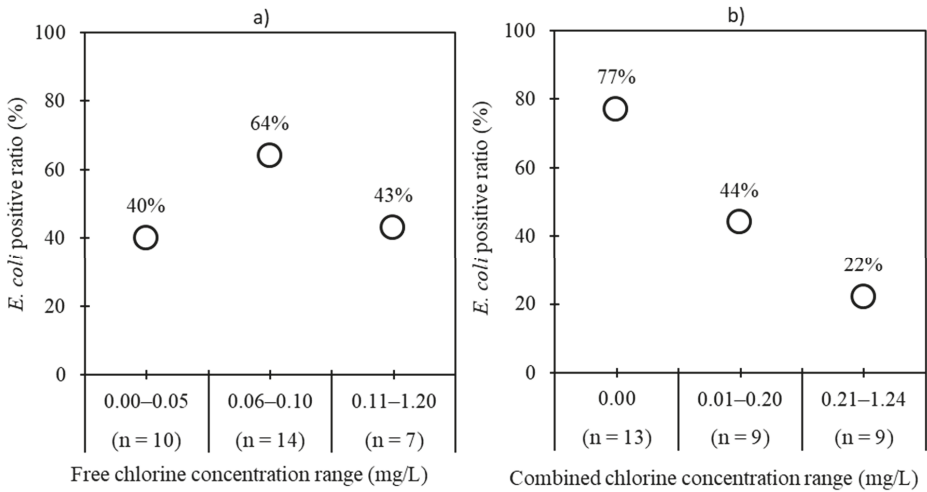 a)
E. coli positive ratio (%)
100
80
60
40
20
0
40%
64%
43%
0.00–0.05
0.06–0.10
0.11–1.20
(n = 10)
(n = 14)
(n = 7)
Free chlorine concentration range (mg/L)
b)
E. coli positive ratio (%)
100
80
60
40
20
0
77%
44%
22%
0.00
0.01–0.20
0.21–1.24
(n = 13)
(n = 9)
(n = 9)
Combined chlorine concentration range (mg/L)